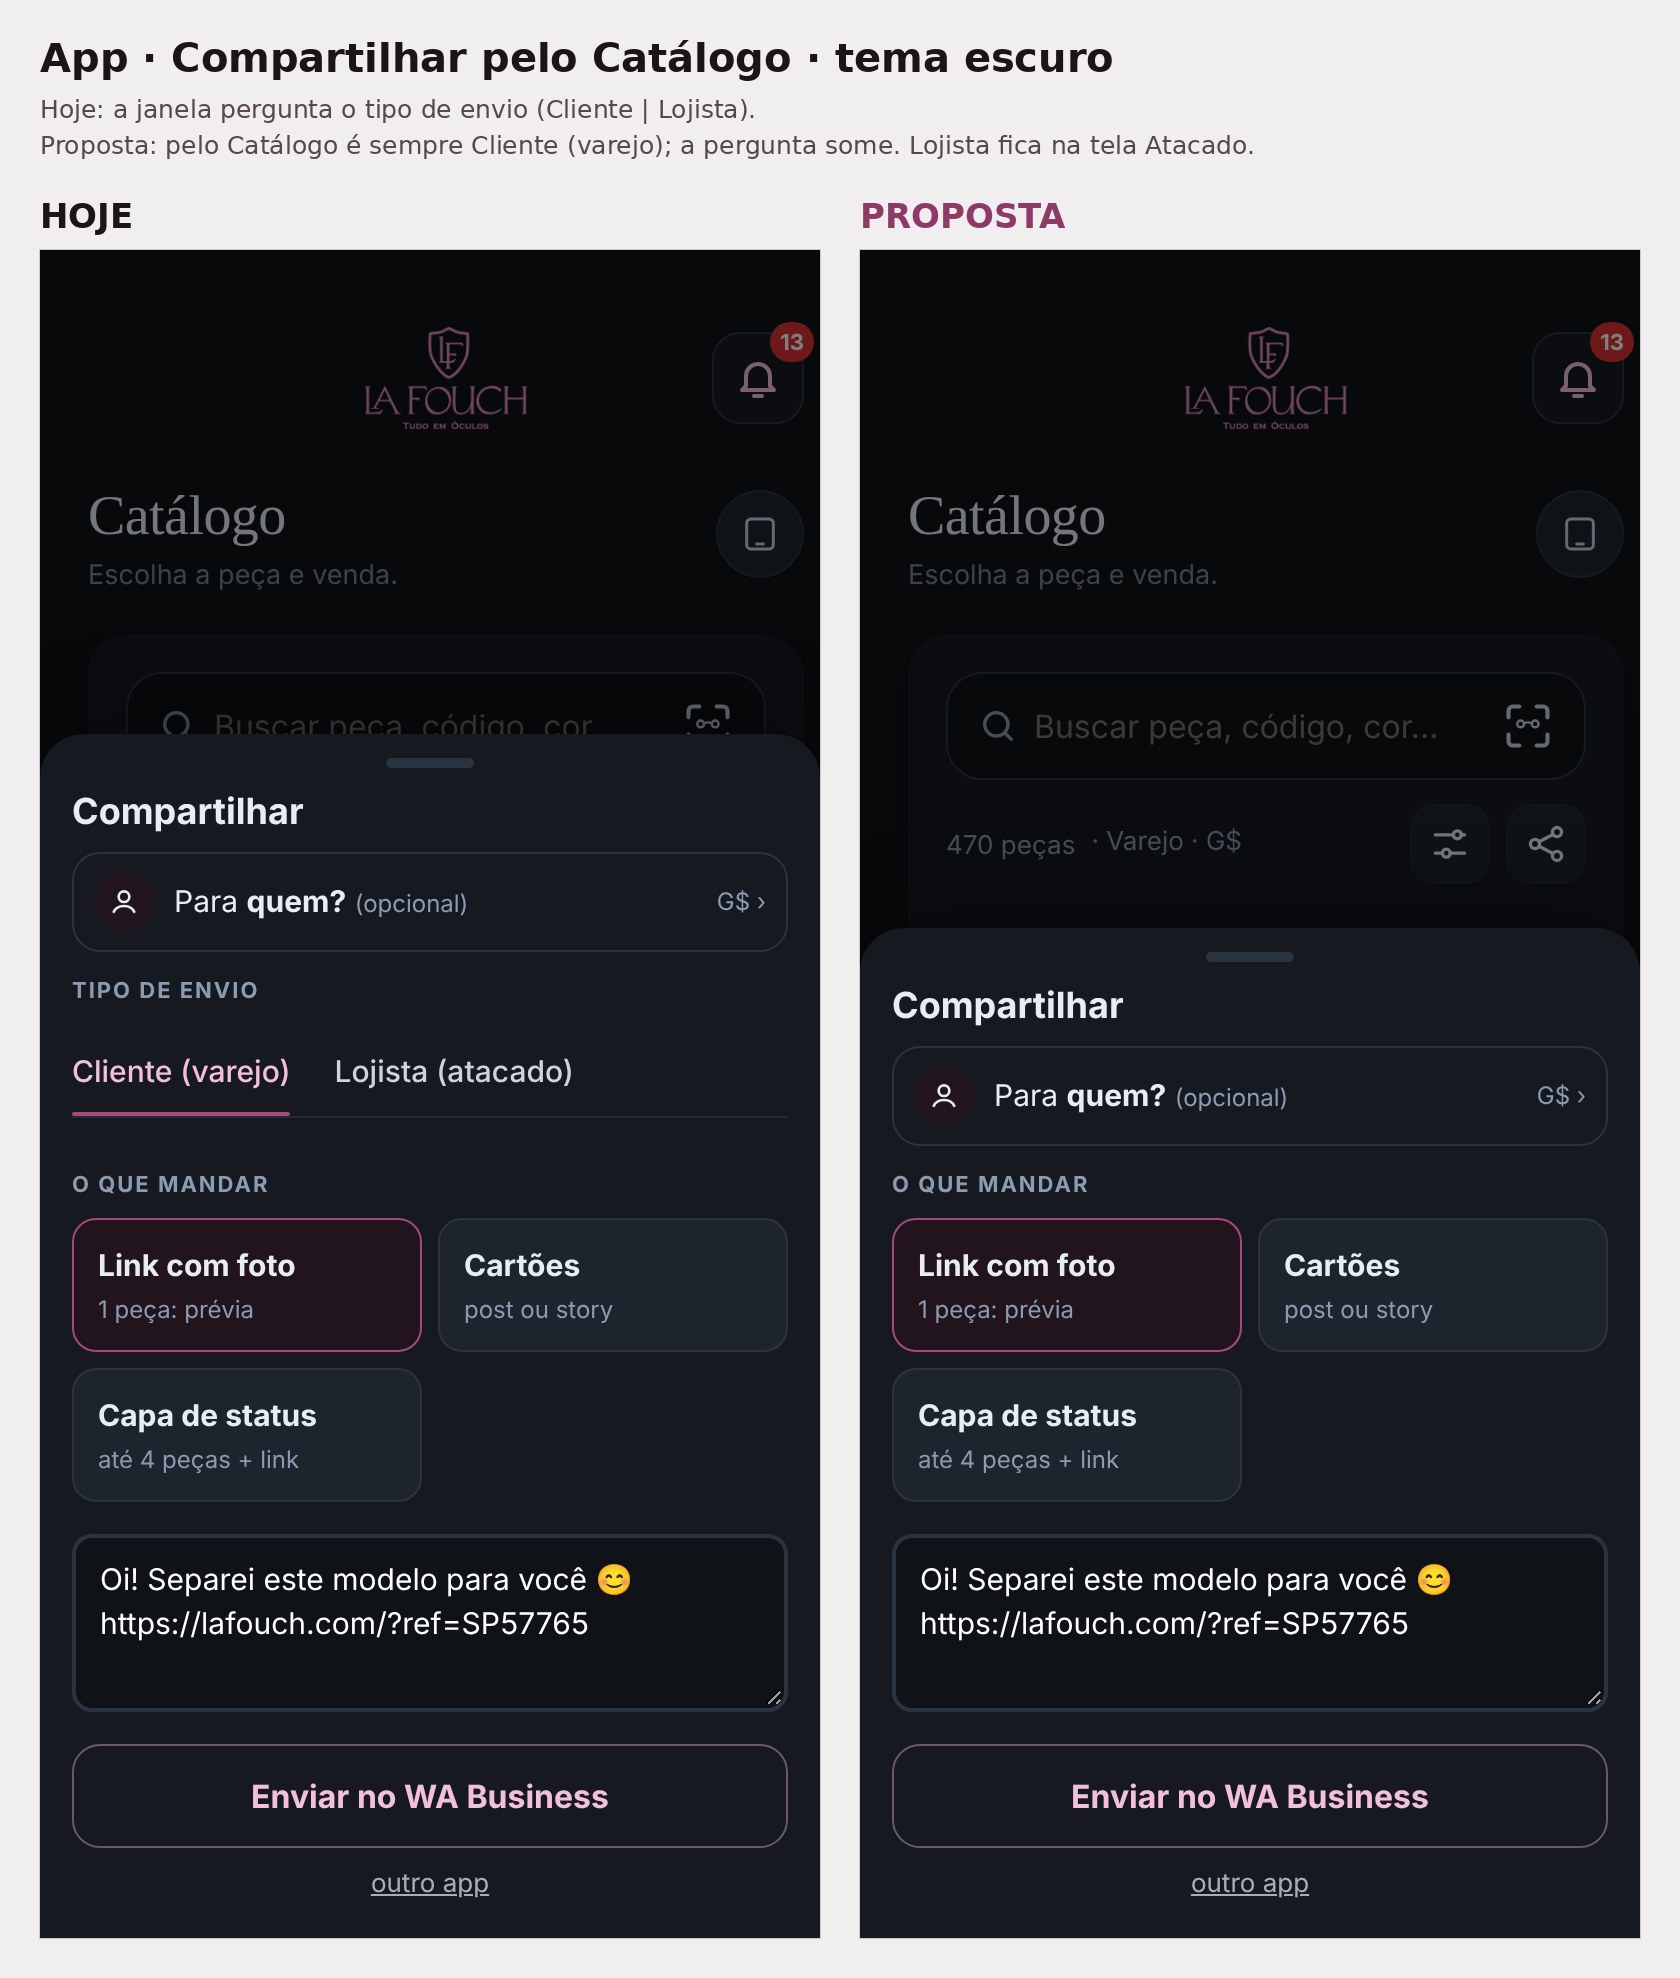 App · Compartilhar pelo Catálogo · tema escuro
Hoje: a janela pergunta o tipo de envio (Cliente | Lojista).
Proposta: pelo Catálogo é sempre Cliente (varejo); a pergunta some. Lojista fica na tela Atacado.
HOJE
13
LF
LA FOUCH
TUDO EM ÓCULOS
Catálogo
Escolha a peça e venda.
Buscar peça, código, cor
Compartilhar
Para quem? (opcional)
G$ ›
TIPO DE ENVIO
Cliente (varejo)
Lojista (atacado)
O QUE MANDAR
Link com foto
1 peça: prévia
Cartões
post ou story
Capa de status
até 4 peças + link
Oi! Separei este modelo para você 😊
https://lafouch.com/?ref=SP57765
Enviar no WA Business
outro app
PROPOSTA
13
LF
LA FOUCH
TUDO EM ÓCULOS
Catálogo
Escolha a peça e venda.
Buscar peça, código, cor...
470 peças · Varejo · G$
Compartilhar
Para quem? (opcional)
G$ ›
O QUE MANDAR
Link com foto
1 peça: prévia
Cartões
post ou story
Capa de status
até 4 peças + link
Oi! Separei este modelo para você 😊
https://lafouch.com/?ref=SP57765
Enviar no WA Business
outro app